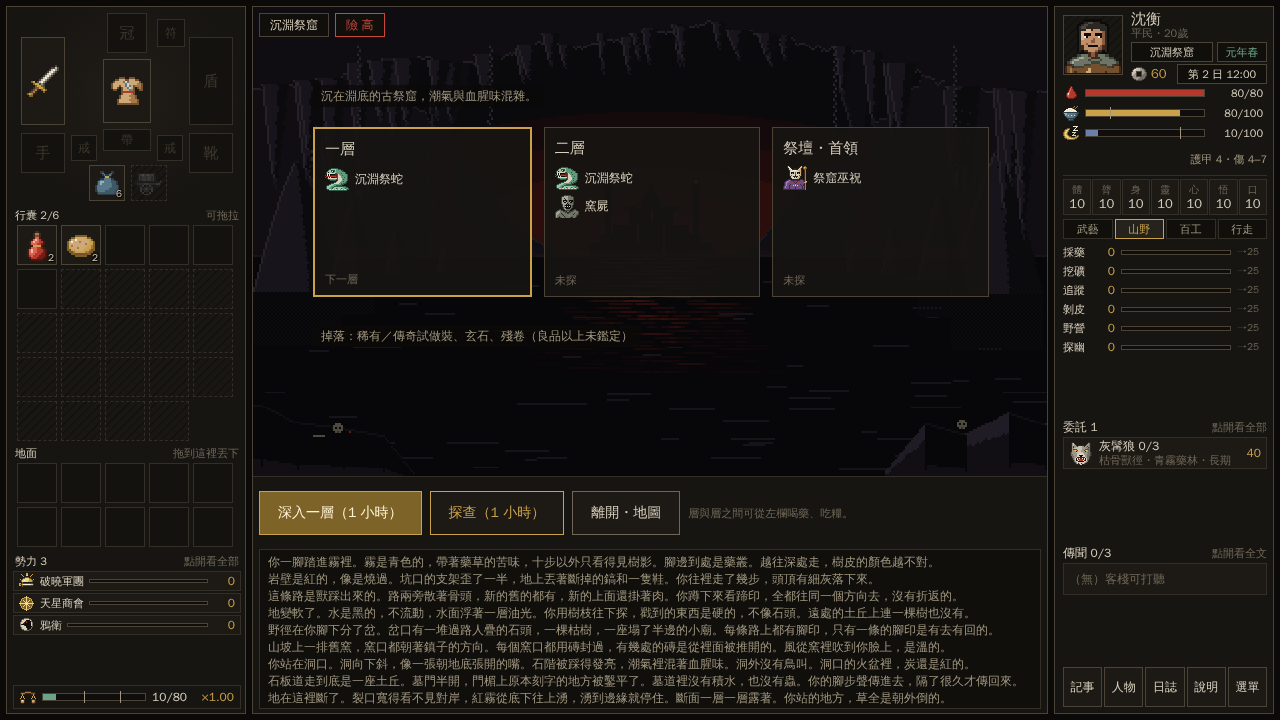 冠
符
盾
手
戒
帶
戒
靴
6
行囊 2/6
可拖拉
2
2
地面
拖到這裡丟下
勢力 3
點開看全部
破曉軍團
0
天星商會
0
鴉衛
0
10/80
×1.00
沉淵祭窟
險 高
沉在淵底的古祭窟，潮氣與血腥味混雜。
一層
沉淵祭蛇
下一層
二層
沉淵祭蛇
窯屍
未探
祭壇・首領
祭窟巫祝
未探
掉落：稀有／傳奇試做裝、玄石、殘卷（良品以上未鑑定）
深入一層（1 小時）
探查（1 小時）
離開・地圖
層與層之間可從左欄喝藥、吃糧。
你一腳踏進霧裡。霧是青色的，帶著藥草的苦味，十步以外只看得見樹影。腳邊到處是藥叢。越往深處走，樹皮的顏色越不對。
岩壁是紅的，像是燒過。坑口的支架歪了一半，地上丟著斷掉的鎬和一隻鞋。你往裡走了幾步，頭頂有細灰落下來。
這條路是獸踩出來的。路兩旁散著骨頭，新的舊的都有，新的上面還掛著肉。你蹲下來看蹄印，全都往同一個方向去，沒有折返的。
地變軟了。水是黑的，不流動，水面浮著一層油光。你用樹枝往下探，戳到的東西是硬的，不像石頭。遠處的土丘上連一棵樹也沒有。
野徑在你腳下分了岔。岔口有一堆過路人疊的石頭，一棵枯樹，一座塌了半邊的小廟。每條路上都有腳印，只有一條的腳印是有去有回的。
山坡上一排舊窯，窯口都朝著鎮子的方向。每個窯口都用磚封過，有幾處的磚是從裡面被推開的。風從窯裡吹到你臉上，是溫的。
你站在洞口。洞向下斜，像一張朝地底張開的嘴。石階被踩得發亮，潮氣裡混著血腥味。洞外沒有鳥叫。洞口的火盆裡，炭還是紅的。
石板道走到底是一座土丘。墓門半開，門楣上原本刻字的地方被鑿平了。墓道裡沒有積水，也沒有蟲。你的腳步聲傳進去，隔了很久才傳回來。
地在這裡斷了。裂口寬得看不見對岸，紅霧從底下往上湧，湧到邊緣就停住。斷面一層一層露著。你站的地方，草全是朝外倒的。
沈衡
平民・20歲
沉淵祭窟
元年春
60
第 2 日 12:00
80/80
80/100
10/100
護甲 4・傷 4–7
體
臂
身
靈
心
悟
口
10
10
10
10
10
10
10
武藝
山野
百工
行走
採藥
0
→25
挖礦
0
→25
追蹤
0
→25
剝皮
0
→25
野營
0
→25
探幽
0
→25
委託 1
點開看全部
灰髯狼 0/3
枯骨獸徑・青霧藥林・長期
40
傳聞 0/3
點開看全文
（無）客棧可打聽
記事
人物
日誌
說明
選單